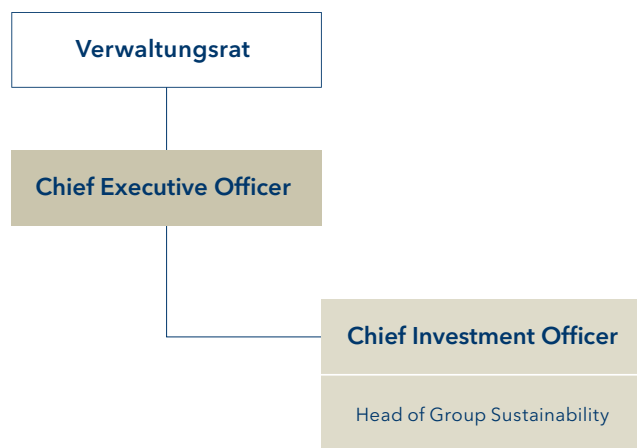 Verwaltungsrat
Chief Executive Officer
Chief Investment Officer
Head of Group Sustainability